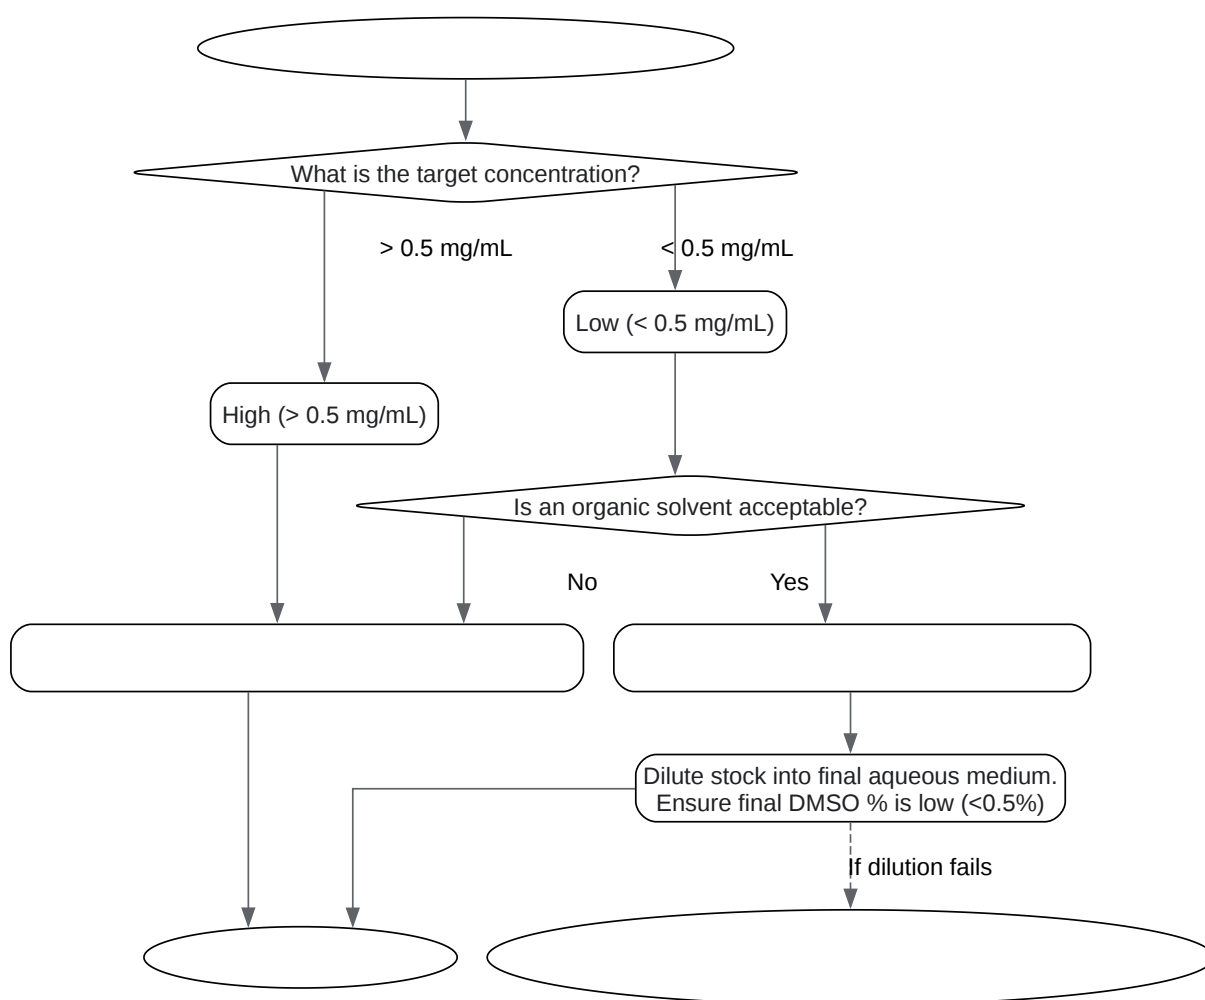 What is the target concentration?
> 0.5 mg/mL
< 0.5 mg/mL
Low (< 0.5 mg/mL)
High (> 0.5 mg/mL)
Is an organic solvent acceptable?
No
Yes
Dilute stock into final aqueous medium.
Ensure final DMSO % is low (<0.5%)
If dilution fails